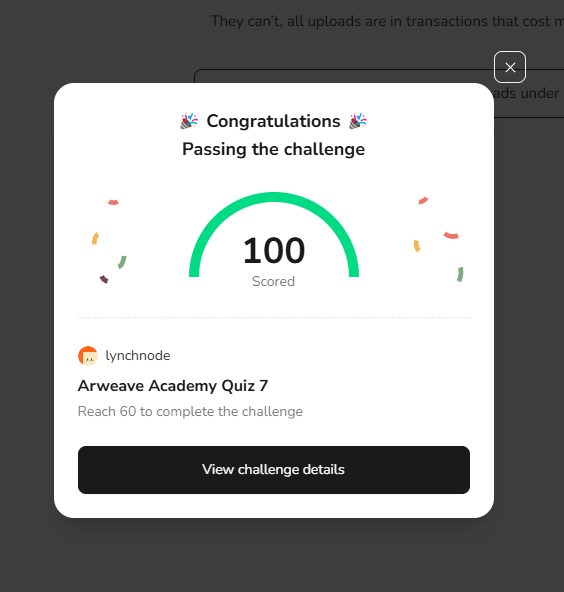 They can't, all uploads are in transactions that cost
ads under
Congratulations
Passing the challenge
100
Scored
lynchnode
Arweave Academy Quiz 7
Reach 60 to complete the challenge
View challenge details